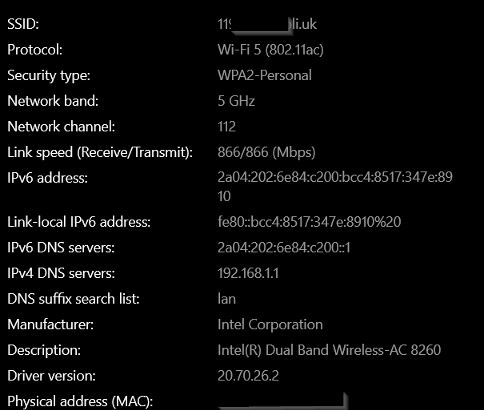 SSID: 119 li.uk
Protocol: Wi-Fi 5 (802.11ac)
Security type: WPA2-Personal
Network band: 5 GHz
Network channel: 112
Link speed (Receive/Transmit): 866/866 (Mbps)
IPv6 address: 2a04:202:6e84:c200:bcc4:8517:347e:89
10
Link-local IPv6 address: fe80::bcc4:8517:347e:8910%20
IPv6 DNS servers: 2a04:202:6e84:c200::1
IPv4 DNS servers: 192.168.1.1
DNS suffix search list: lan
Manufacturer: Intel Corporation
Description: Intel(R) Dual Band Wireless-AC 8260
Driver version: 20.70.26.2
Physical address (MAC):